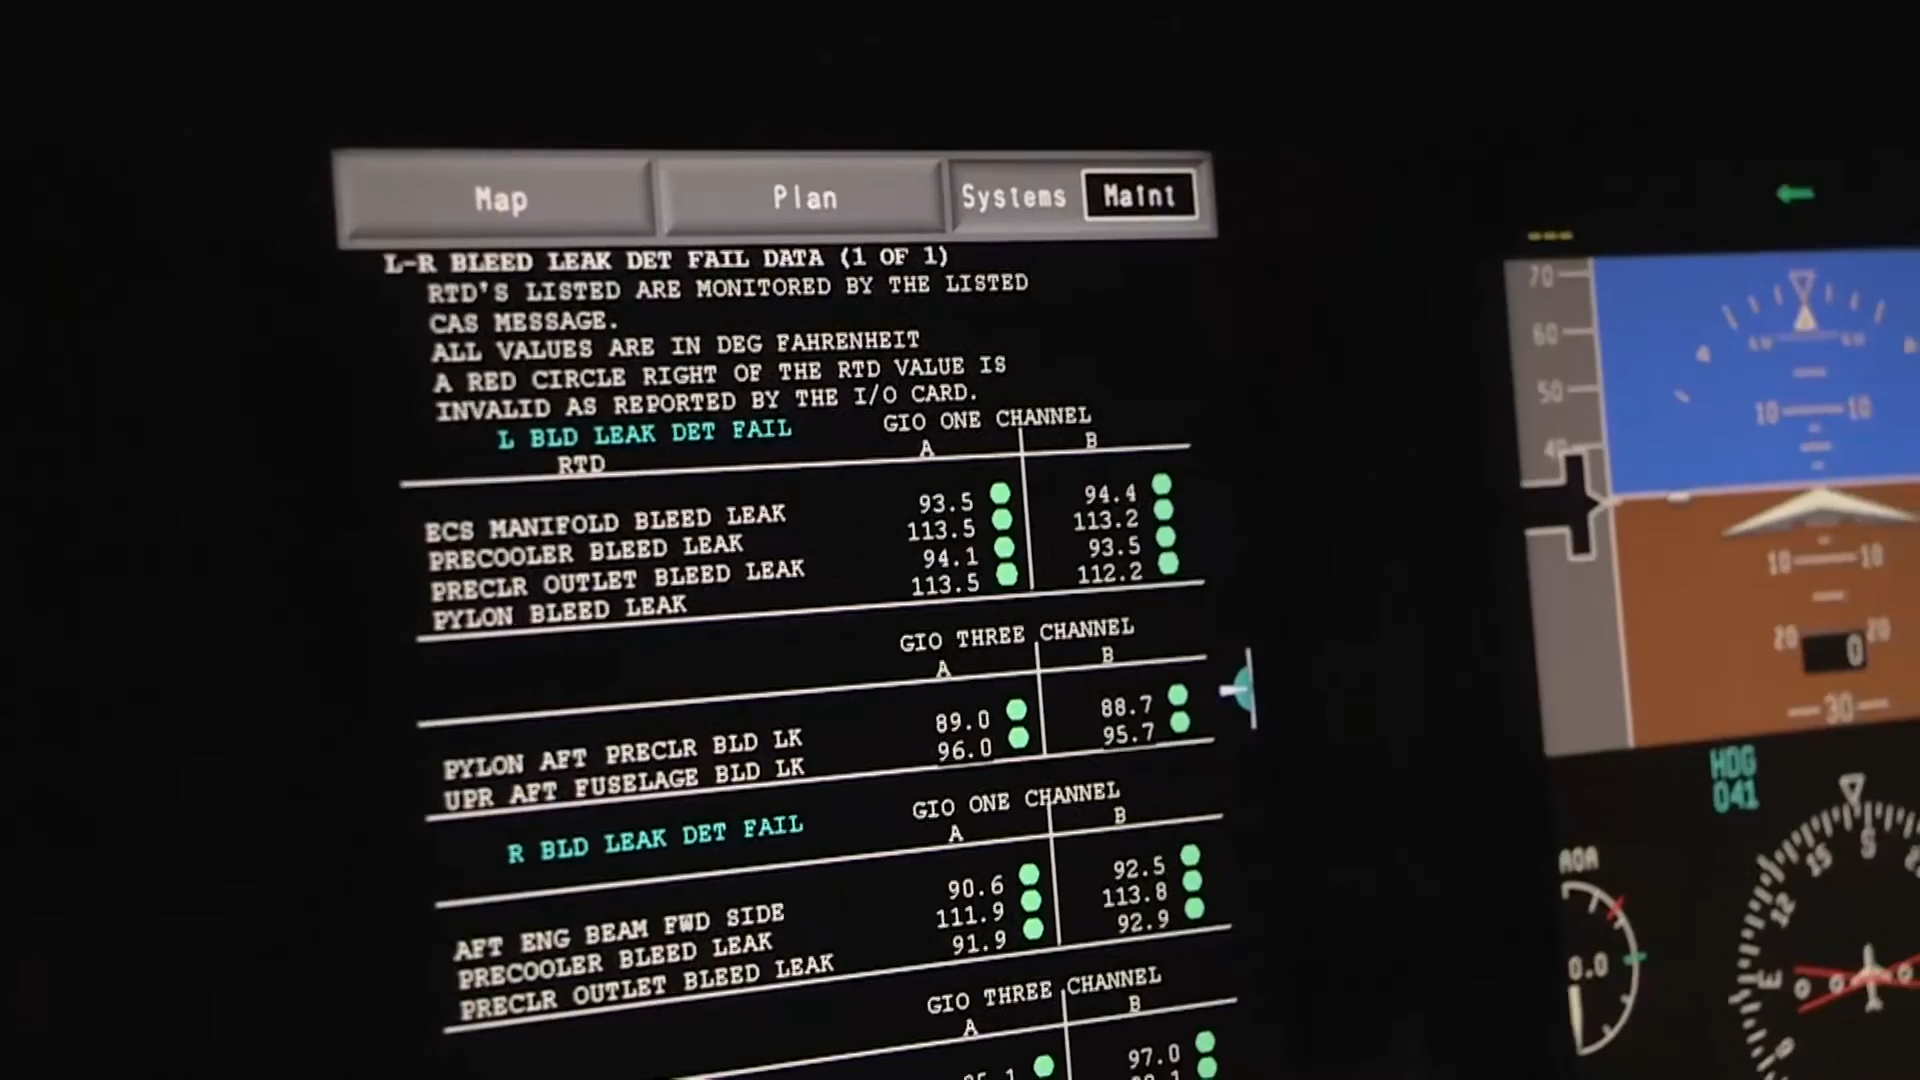 Map Plan Systems Maint
L-R BLEED LEAK DET FAIL DATA (1 OF 1)
RTD'S LISTED ARE MONITORED BY THE LISTED
CAS MESSAGE.
ALL VALUES ARE IN DEG FAHRENHEIT
A RED CIRCLE RIGHT OF THE RTD VALUE IS
INVALID AS REPORTED BY THE I/O CARD.
L BLD LEAK DET FAIL GIO ONE CHANNEL
RTD A B
ECS MANIFOLD BLEED LEAK 93.5 94.4
PRECOOLER BLEED LEAK 113.5 113.2
PRECLR OUTLET BLEED LEAK 94.1 93.5
PYLON BLEED LEAK 113.5 112.2
GIO THREE CHANNEL
A B
PYLON AFT PRECLR BLD LK 89.0 88.7
UPR AFT FUSELAGE BLD LK 96.0 95.7
R BLD LEAK DET FAIL GIO ONE CHANNEL
A B
AFT ENG BEAM FWD SIDE 90.6 92.5
PRECOOLER BLEED LEAK 111.9 113.8
PRECLR OUTLET BLEED LEAK 91.9 92.9
GIO THREE CHANNEL
A B
97.0
70
60
50
4
10 10
10 10
20 20
0
30
HDG
041
AOA
0.0
S
15
12
E
0 0 0